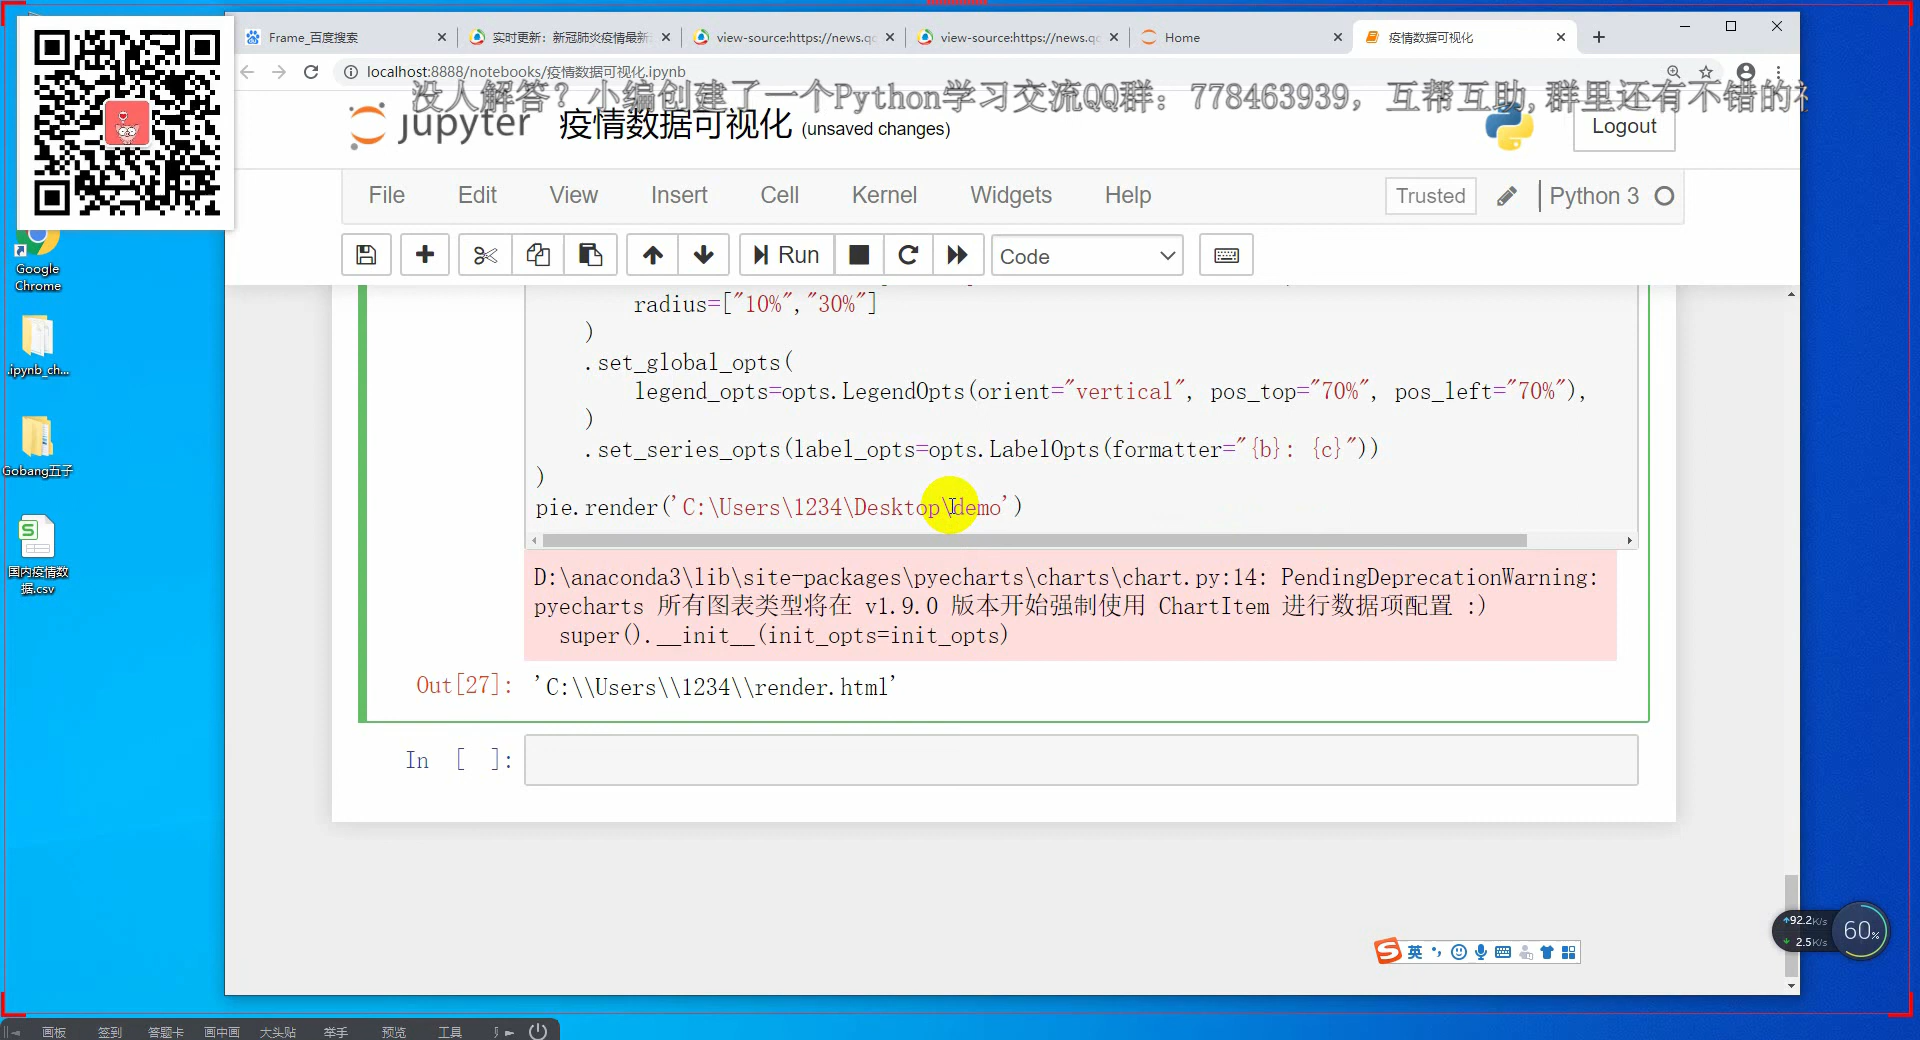 Frame_百度搜索
实时更新：新冠肺炎疫情最新
view-source:https://news.qc
view-source:https://news.qc
Home
疫情数据可视化
localhost:8888/notebooks/疫情数据可视化.ipynb
没人解答？小编创建了一个Python学习交流QQ群：778463939，互帮互助,群里还有不错的
jupyter 疫情数据可视化 (unsaved changes)
Logout
File Edit View Insert Cell Kernel Widgets Help
Trusted
Python 3
Run
Code
radius=["10%","30%"]
)
.set_global_opts(
legend_opts=opts.LegendOpts(orient="vertical", pos_top="70%", pos_left="70%"),
)
.set_series_opts(label_opts=opts.LabelOpts(formatter="{b}: {c}"))
)
pie.render('C:\Users\1234\Desktop\demo')
D:\anaconda3\lib\site-packages\pyecharts\charts\chart.py:14: PendingDeprecationWarning:
pyecharts 所有图表类型将在 v1.9.0 版本开始强制使用 ChartItem 进行数据项配置 :)
super().__init__(init_opts=init_opts)
Out[27]: 'C:\\Users\\1234\\render.html'
In [ ]:
Google
Chrome
.ipynb_ch...
Gobang五子
国内疫情数
据.csv
英
92.2K/s
2.5K/s
60%
画板 签到 答题卡 画中画 大头贴 举手 预览 工具